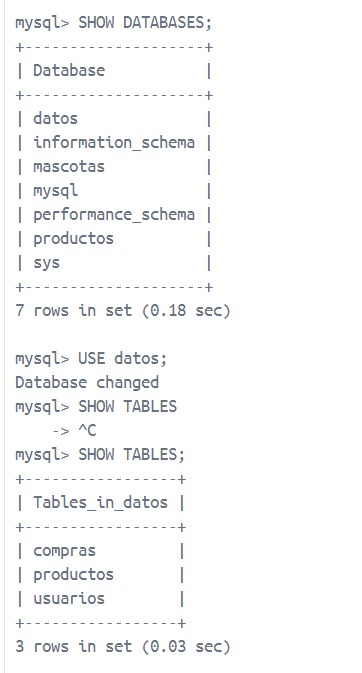 mysql> SHOW DATABASES;
+--------------------+
| Database           |
+--------------------+
| datos              |
| information_schema |
| mascotas           |
| mysql              |
| performance_schema |
| productos          |
| sys                |
+--------------------+
7 rows in set (0.18 sec)

mysql> USE datos;
Database changed
mysql> SHOW TABLES
    -> ^C
mysql> SHOW TABLES;
+-----------------+
| Tables_in_datos |
+-----------------+
| compras         |
| productos       |
| usuarios        |
+-----------------+
3 rows in set (0.03 sec)